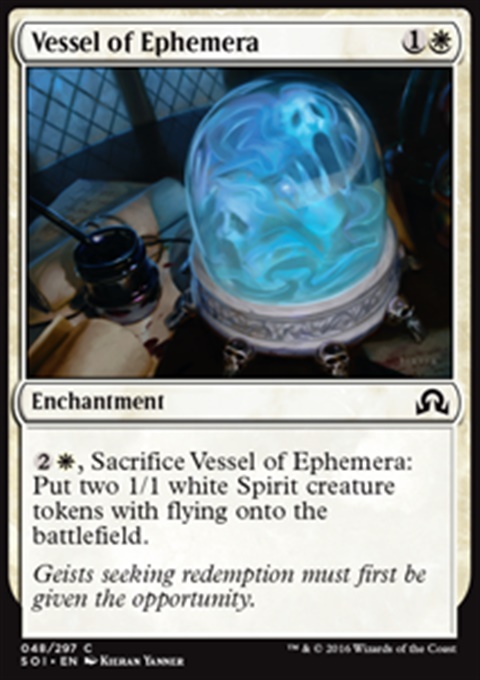 Vessel of Ephemera 1
Enchantment
2, Sacrifice Vessel of Ephemera:
Put two 1/1 white Spirit creature
tokens with flying onto the
battlefield.
Geists seeking redemption must first be
given the opportunity.
048/297 C ™ & © 2016 Wizards of the Coast
SOI • EN Kieran Yanner